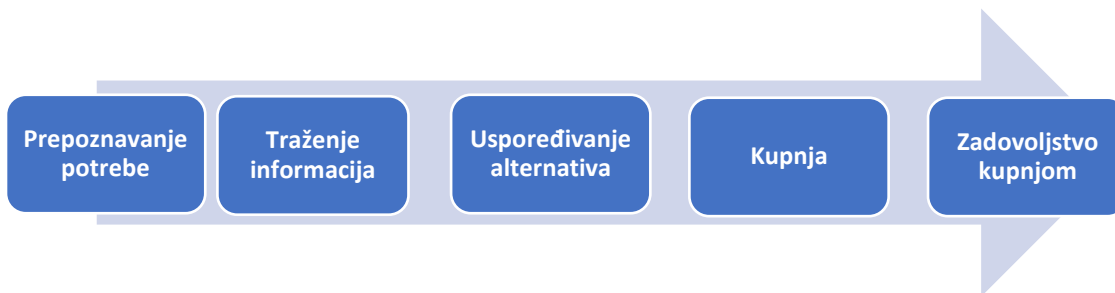 Prepoznavanje
potrebe
Traženje
informacija
Uspoređivanje
alternativa
Kupnja
Zadovoljstvo
kupnjom